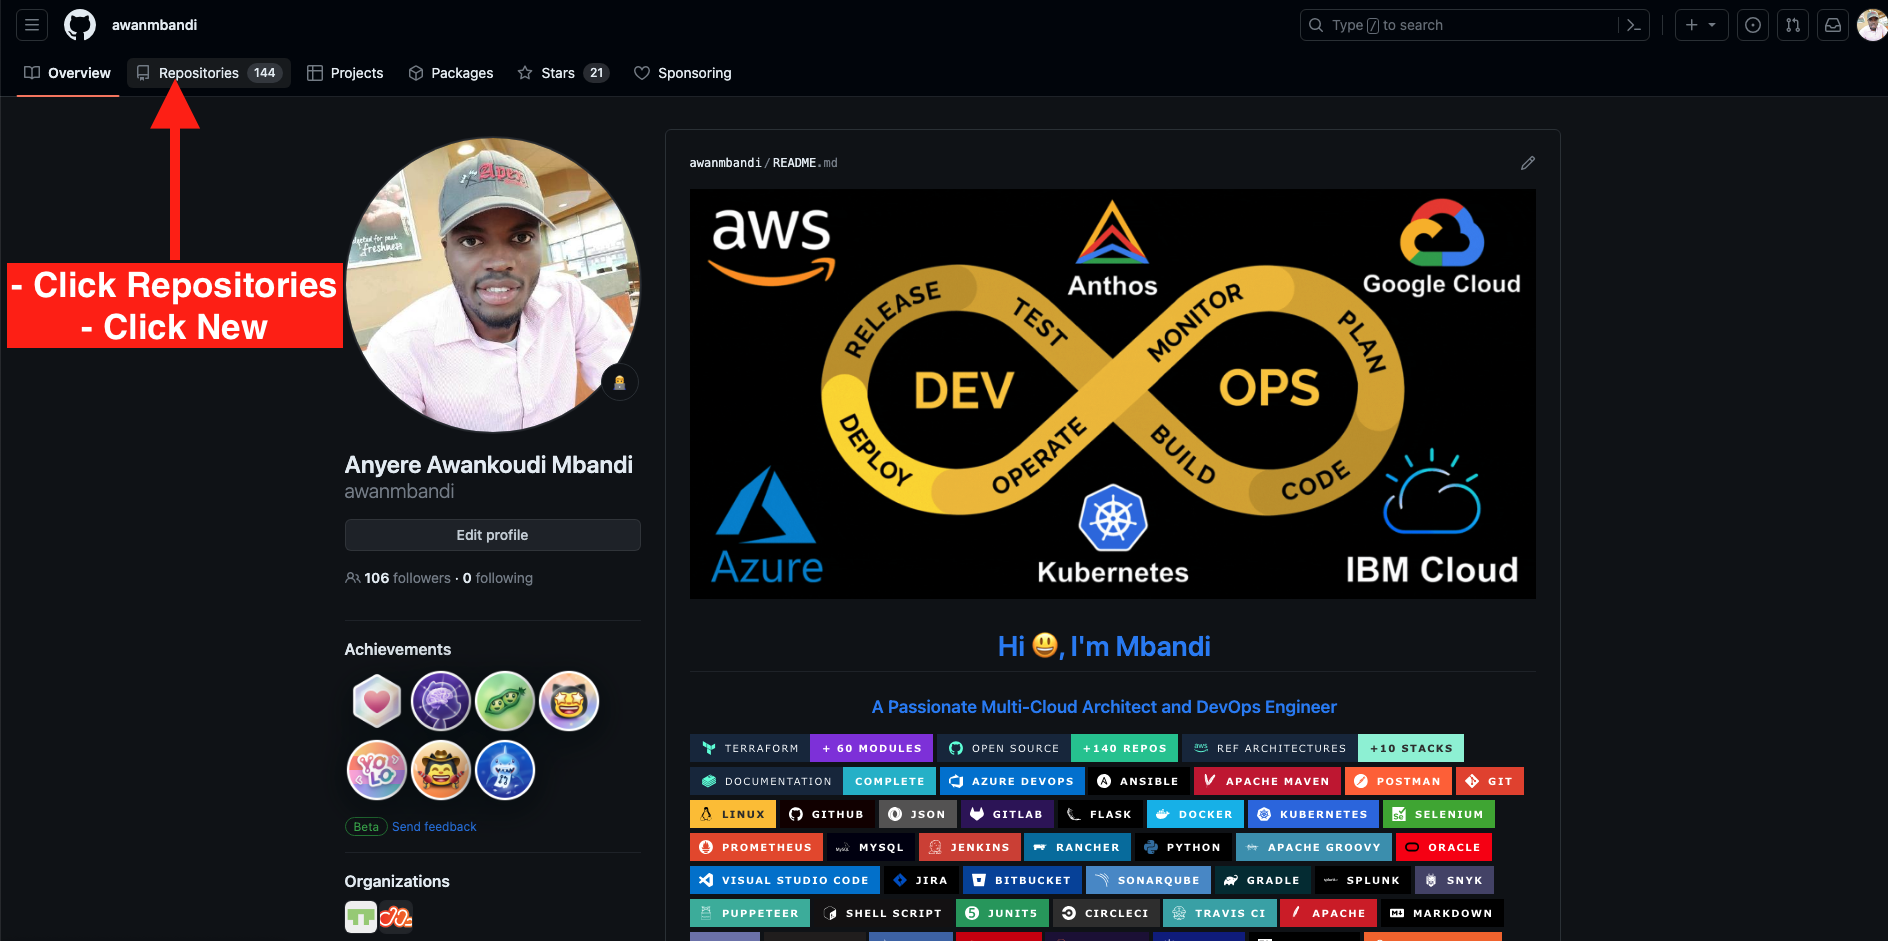 awanmbandi
Type / to search
Overview
Repositories 144
Projects
Packages
Stars 21
Sponsoring
- Click Repositories
- Click New
Anyere Awankoudi Mbandi
awanmbandi
Edit profile
106 followers · 0 following
Achievements
YOLO
Beta Send feedback
Organizations
awanmbandi/README.md
aws
Anthos
Google Cloud
RELEASE
TEST
MONITOR
PLAN
DEV
OPS
DEPLOY
OPERATE
BUILD
CODE
Azure
Kubernetes
IBM Cloud
Hi 😃, I'm Mbandi
A Passionate Multi-Cloud Architect and DevOps Engineer
TERRAFORM + 60 MODULES OPEN SOURCE +140 REPOS aws REF ARCHITECTURES +10 STACKS
DOCUMENTATION COMPLETE AZURE DEVOPS ANSIBLE APACHE MAVEN POSTMAN GIT
LINUX GITHUB JSON GITLAB FLASK DOCKER KUBERNETES Se SELENIUM
PROMETHEUS MYSQL JENKINS RANCHER PYTHON APACHE GROOVY ORACLE
VISUAL STUDIO CODE JIRA BITBUCKET SONARQUBE GRADLE SPLUNK SNYK
PUPPETEER SHELL SCRIPT 5 JUNIT5 CIRCLECI TRAVIS CI APACHE MARKDOWN